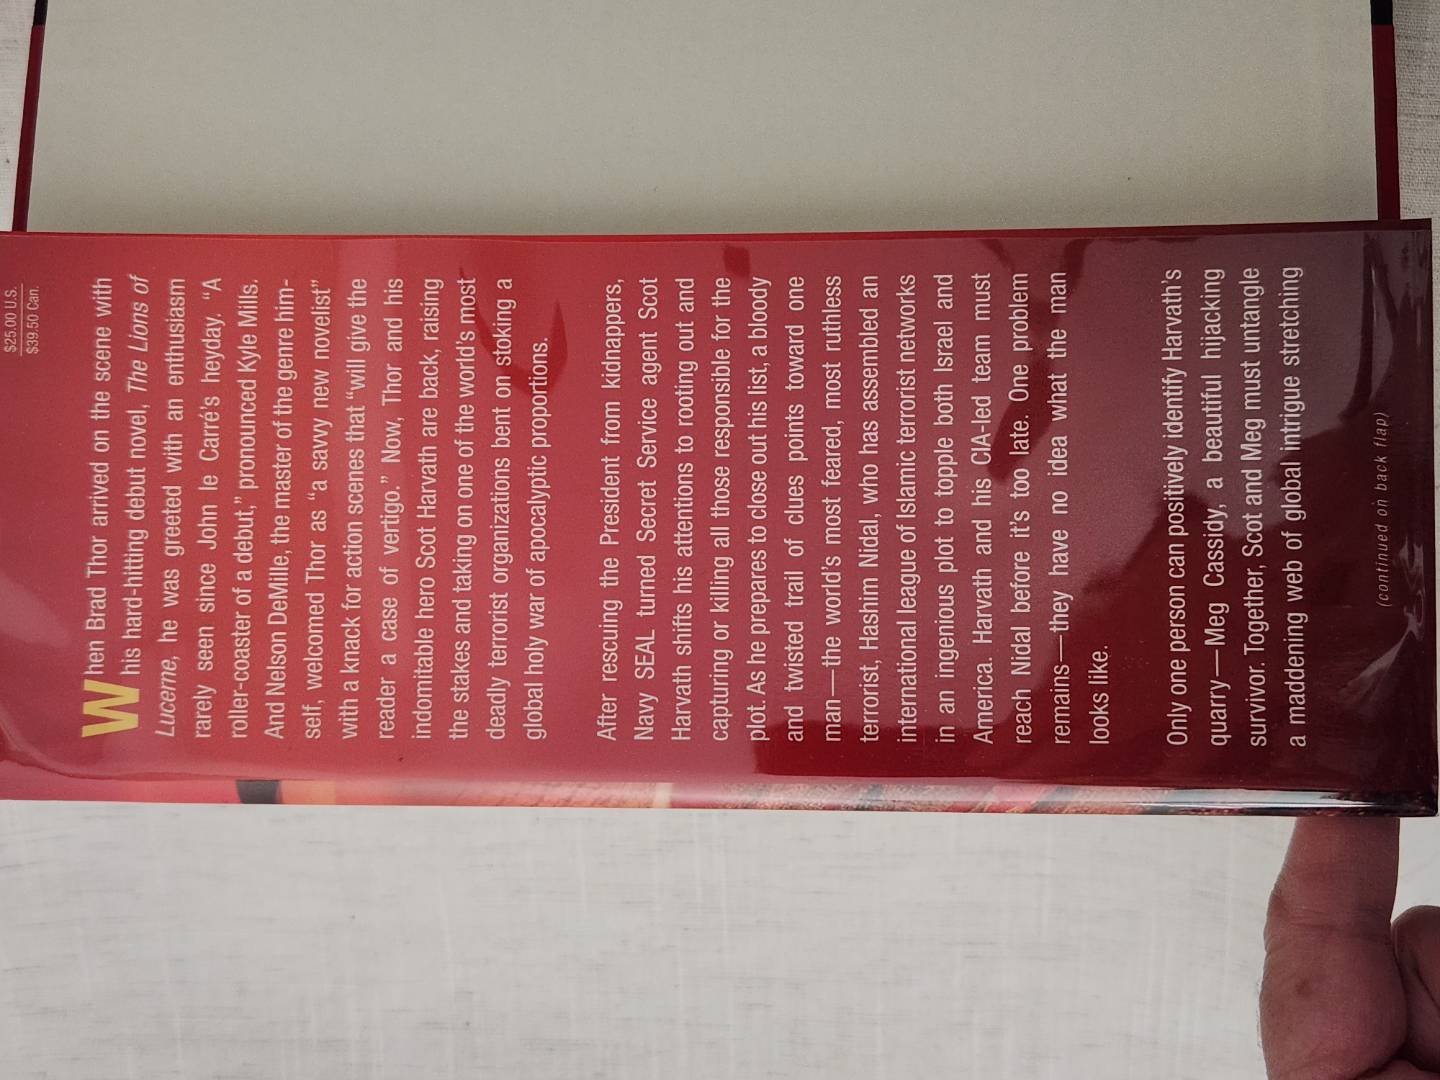 $25.00 U.S.
$39.50 Can.
When Brad Thor arrived on the scene with
his hard-hitting debut novel, The Lions of
Lucerne, he was greeted with an enthusiasm
rarely seen since John le Carré's heyday. "A
roller-coaster of a debut," pronounced Kyle Mills.
And Nelson DeMille, the master of the genre him-
self, welcomed Thor as "a savvy new novelist"
with a knack for action scenes that "will give the
reader a case of vertigo." Now, Thor and his
indomitable hero Scot Harvath are back, raising
the stakes and taking on one of the world's most
deadly terrorist organizations bent on stoking a
global holy war of apocalyptic proportions.
After rescuing the President from kidnappers,
Navy SEAL turned Secret Service agent Scot
Harvath shifts his attentions to rooting out and
capturing or killing all those responsible for the
plot. As he prepares to close out his list, a bloody
and twisted trail of clues points toward one
man—the world's most feared, most ruthless
terrorist, Hashim Nidal, who has assembled an
international league of Islamic terrorist networks
in an ingenious plot to topple both Israel and
America. Harvath and his CIA-led team must
reach Nidal before it's too late. One problem
remains—they have no idea what the man
looks like.
Only one person can positively identify Harvath's
quarry—Meg Cassidy, a beautiful hijacking
survivor. Together, Scot and Meg must untangle
a maddening web of global intrigue stretching
(continued on back flap)